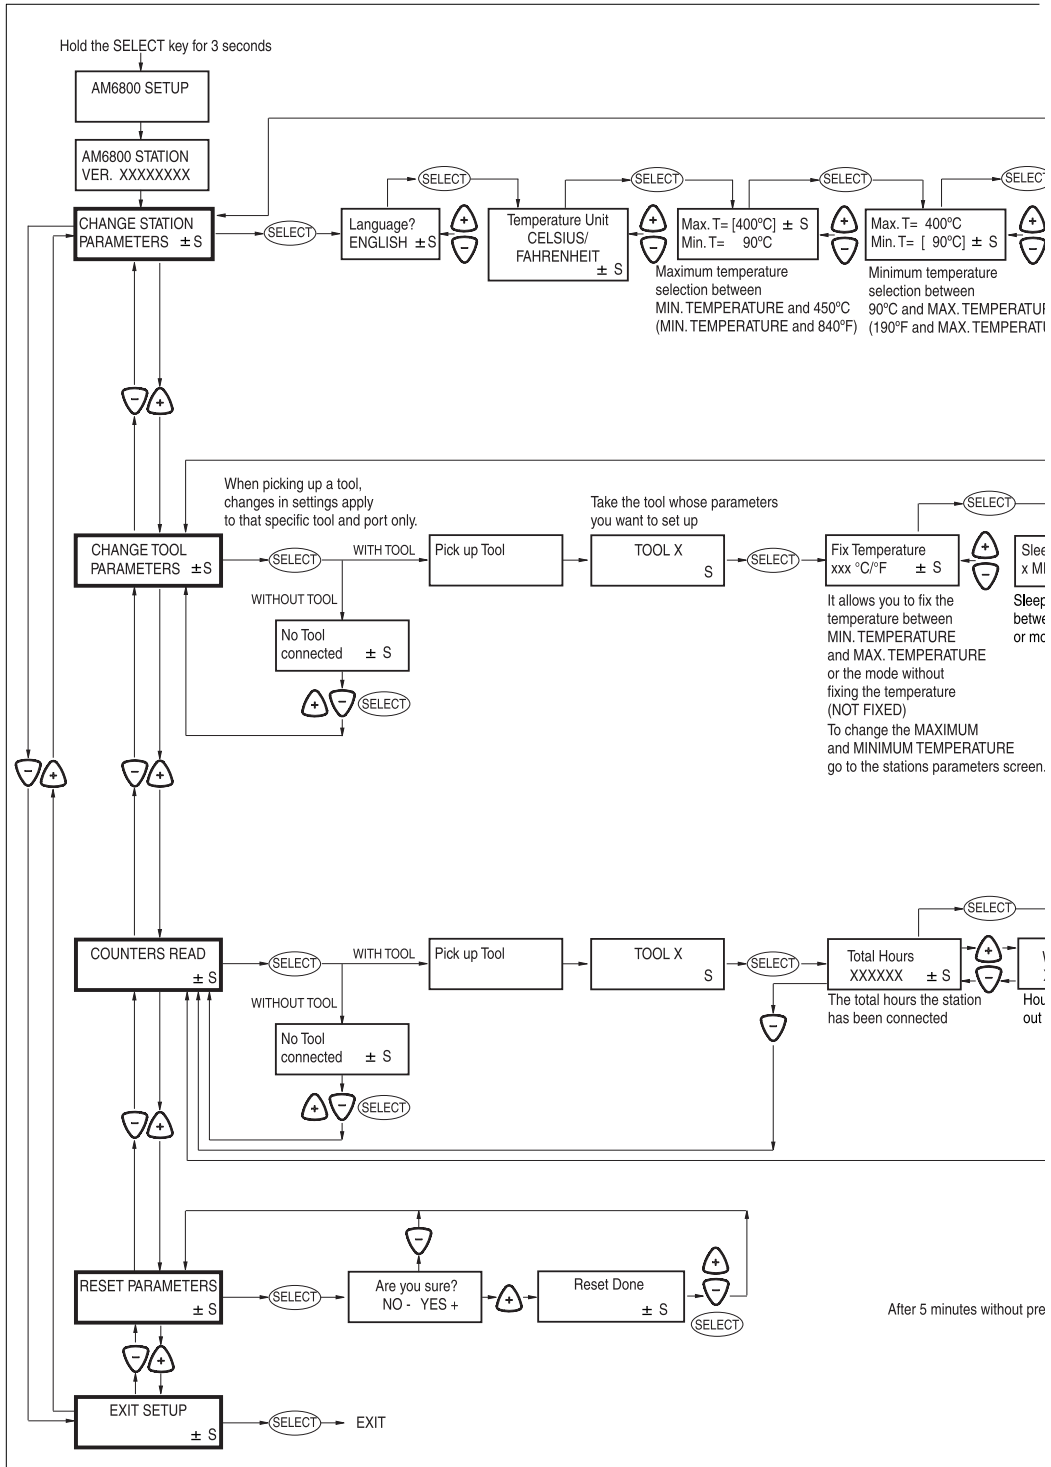 Hold the SELECT key for 3 seconds
AM6800 SETUP
AM6800 STATION
VER. XXXXXXXX
CHANGE STATION
PARAMETERS ± S
SELECT
Language?
ENGLISH ± S
+
−
SELECT
Temperature Unit
CELSIUS/
FAHRENHEIT
± S
+
−
SELECT
Max. T= [400ºC] ± S
Min. T= 90ºC
+
−
Maximum temperature
selection between
MIN. TEMPERATURE and 450ºC
(MIN. TEMPERATURE and 840ºF)
SELECT
Max. T= 400ºC
Min. T= [ 90ºC] ± S
+
−
Minimum temperature
selection between
90ºC and MAX.
(190ºF and MAX.
− +
When picking up a tool,
changes in settings apply
to that specific tool and port only.
CHANGE TOOL
PARAMETERS ± S
SELECT
WITH TOOL
Pick up Tool
WITHOUT TOOL
No Tool
connected ± S
+ − SELECT
Take the tool whose parameters
you want to set up
TOOL X
S
SELECT
SELECT
Fix Temperature
xxx °C/°F ± S
+
−
It allows you to fix the
temperature between
MIN. TEMPERATURE
and MAX. TEMPERATURE
or the mode without
fixing the temperature
(NOT FIXED)
To change the MAXIMUM
and MINIMUM TEMPERATURE
go to the stations parameters screen.
− +
− +
COUNTERS READ
± S
SELECT
WITH TOOL
Pick up Tool
WITHOUT TOOL
No Tool
connected ± S
+ − SELECT
TOOL X
S
SELECT
−
SELECT
Total Hours
XXXXXX ± S
+
−
The total hours the station
has been connected
out
− +
RESET PARAMETERS
± S
SELECT
−
Are you sure?
NO - YES +
+
Reset Done
± S
+
−
SELECT
After 5 minutes without
− +
EXIT SETUP
± S
SELECT
EXIT